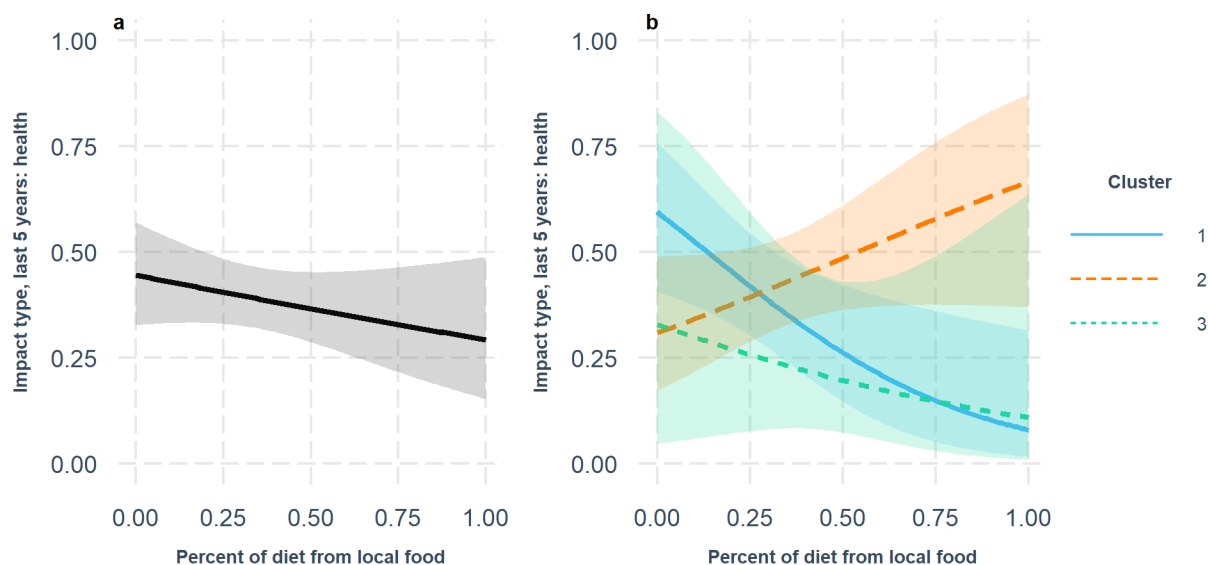 a
Impact type, last 5 years: health
1.00
0.75
0.50
0.25
0.00
0.00 0.25 0.50 0.75 1.00
Percent of diet from local food
b
Impact type, last 5 years: health
1.00
0.75
0.50
0.25
0.00
0.00 0.25 0.50 0.75 1.00
Percent of diet from local food
Cluster
1
2
3